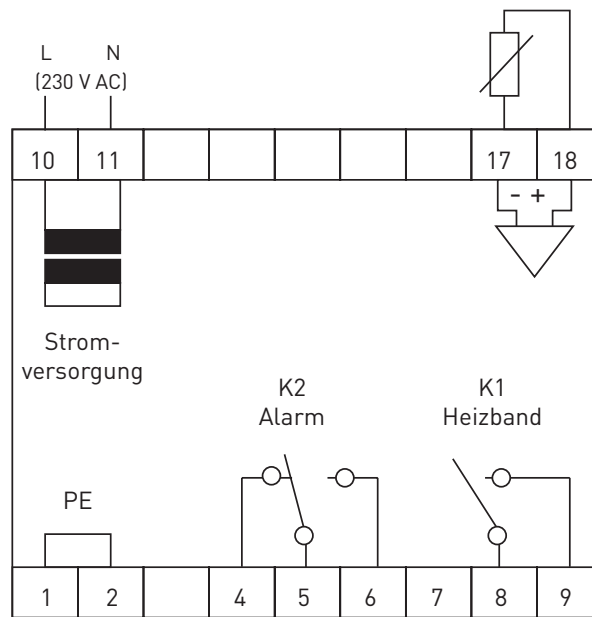 L N
(230 V AC)
10 11 17 18
- +
Strom-
versorgung
K2
Alarm
K1
Heizband
PE
1 2 4 5 6 7 8 9